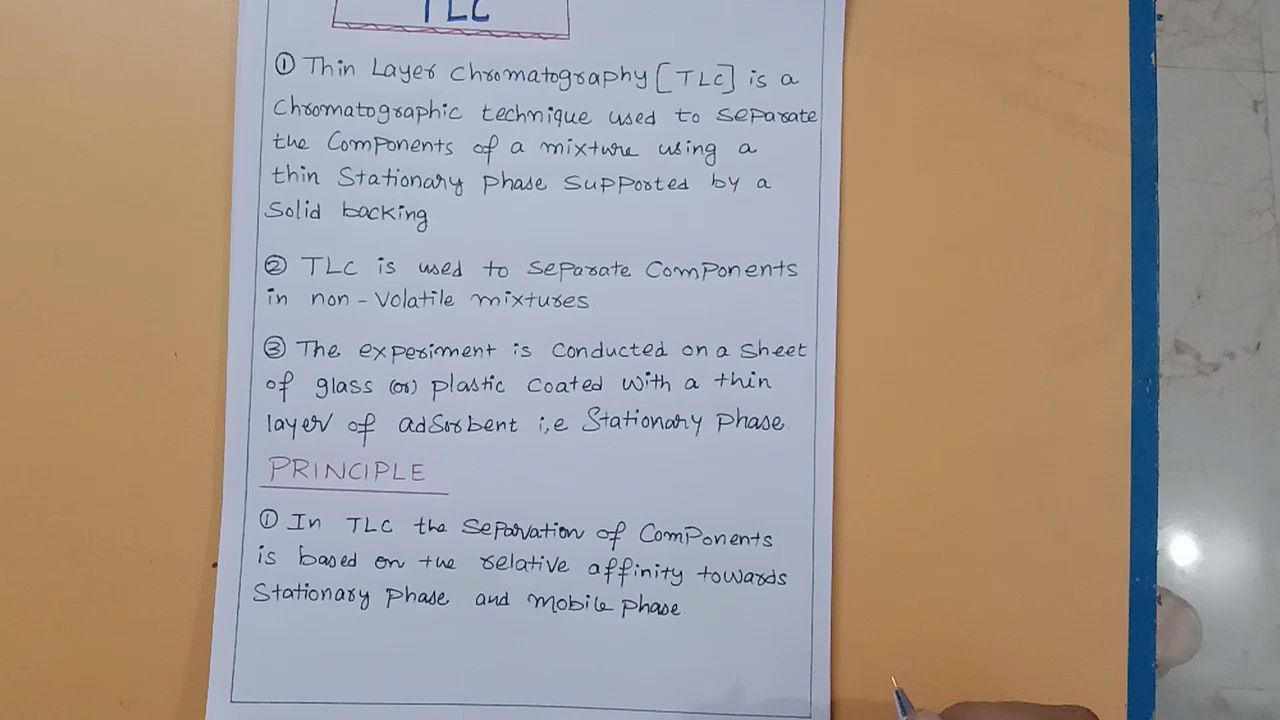 TLC
① Thin Layer Chromatography [TLC] is a
Chromatographic technique used to separate
the Components of a mixture using a
thin Stationary phase supported by a
Solid backing
② TLC is used to separate Components
in non-Volatile mixtures
③ The experiment is Conducted on a sheet
of glass (or) plastic coated with a thin
layer of adsorbent i,e Stationary phase.
PRINCIPLE
① In TLC the separation of Components
is based on the relative affinity towards
Stationary phase and mobile phase.